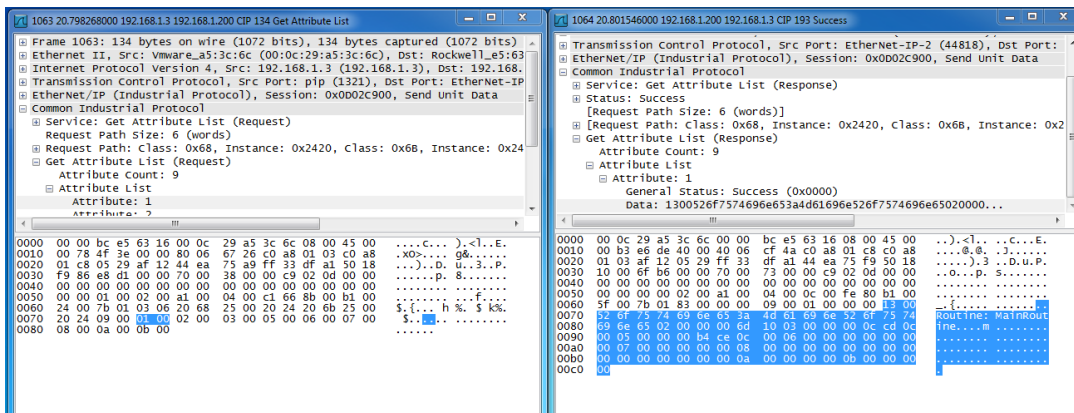 1063 20.798268000 192.168.1.3 192.168.1.200 CIP 134 Get Attribute List
Frame 1063: 134 bytes on wire (1072 bits), 134 bytes captured (1072 bits)
Ethernet II, Src: Vmware_a5:3c:6c (00:0c:29:a5:3c:6c), Dst: Rockwell_e5:63
Internet Protocol Version 4, Src: 192.168.1.3 (192.168.1.3), Dst: 192.168.
Transmission Control Protocol, Src Port: pip (1321), Dst Port: EtherNet-IP
EtherNet/IP (Industrial Protocol), Session: 0x0D02C900, Send Unit Data
Common Industrial Protocol
Service: Get Attribute List (Request)
Request Path Size: 6 (words)
Request Path: Class: 0x68, Instance: 0x2420, Class: 0x6B, Instance: 0x24
Get Attribute List (Request)
Attribute Count: 9
Attribute List
Attribute: 1
Attribute: 2
0000 00 00 bc e5 63 16 00 0c 29 a5 3c 6c 08 00 45 00 ....c... ).<l..E.
0010 00 78 4f 3e 00 00 80 06 67 26 c0 a8 01 03 c0 a8 .xO>.... g&......
0020 01 c8 05 29 af 12 44 ea 75 a9 ff 33 df a1 50 18 ...)..D. u..3..P.
0030 f9 86 e8 d1 00 00 70 00 38 00 00 c9 02 0d 00 00 ......p. 8.......
0040 00 00 00 00 00 00 00 00 00 00 00 00 00 00 00 00 ........ ........
0050 00 00 01 00 02 00 a1 00 04 00 c1 66 8b 00 b1 00 ........ ...f....
0060 24 00 7b 01 03 06 20 68 25 00 20 24 20 6b 25 00 $.{... h %. $ k%.
0070 20 24 09 00 01 00 02 00 03 00 05 00 06 00 07 00 $...... ........
0080 08 00 0a 00 0b 00 ......
1064 20.801546000 192.168.1.200 192.168.1.3 CIP 193 Success
Transmission Control Protocol, Src Port: EtherNet-IP-2 (44818), Dst Port:
EtherNet/IP (Industrial Protocol), Session: 0x0D02C900, Send Unit Data
Common Industrial Protocol
Service: Get Attribute List (Response)
Status: Success
[Request Path Size: 6 (words)]
[Request Path: Class: 0x68, Instance: 0x2420, Class: 0x6B, Instance: 0x2
Get Attribute List (Response)
Attribute Count: 9
Attribute List
Attribute: 1
General Status: Success (0x0000)
Data: 1300526f7574696e653a4d61696e526f7574696e65020000...
0000 00 0c 29 a5 3c 6c 00 00 bc e5 63 16 08 00 45 00 ..).<l.. ..c...E.
0010 00 b3 e6 de 40 00 40 06 cf 4a c0 a8 01 c8 c0 a8 ....@.@. .J......
0020 01 03 af 12 05 29 ff 33 df a1 44 ea 75 f9 50 18 .....).3 ..D.u.P.
0030 10 00 6f b6 00 00 70 00 73 00 00 c9 02 0d 00 00 ..o...p. s.......
0040 00 00 00 00 00 00 00 00 00 00 00 00 00 00 00 00 ........ ........
0050 00 00 00 00 02 00 a1 00 04 00 0c 00 fe 80 b1 00 ........ ........
0060 5f 00 7b 01 83 00 00 00 09 00 01 00 00 00 13 00 _.{..... ........
0070 52 6f 75 74 69 6e 65 3a 4d 61 69 6e 52 6f 75 74 Routine: MainRout
0080 69 6e 65 02 00 00 00 6d 10 03 00 00 00 0c cd 0c ine....m ........
0090 00 05 00 00 00 b4 ce 0c 00 06 00 00 00 00 00 00 ........ ........
00a0 00 07 00 00 00 00 00 08 00 00 00 00 00 00 00 00 ........ ........
00b0 00 00 00 00 00 00 00 0a 00 00 00 00 0b 00 00 00 ........ ........
00c0 00 .